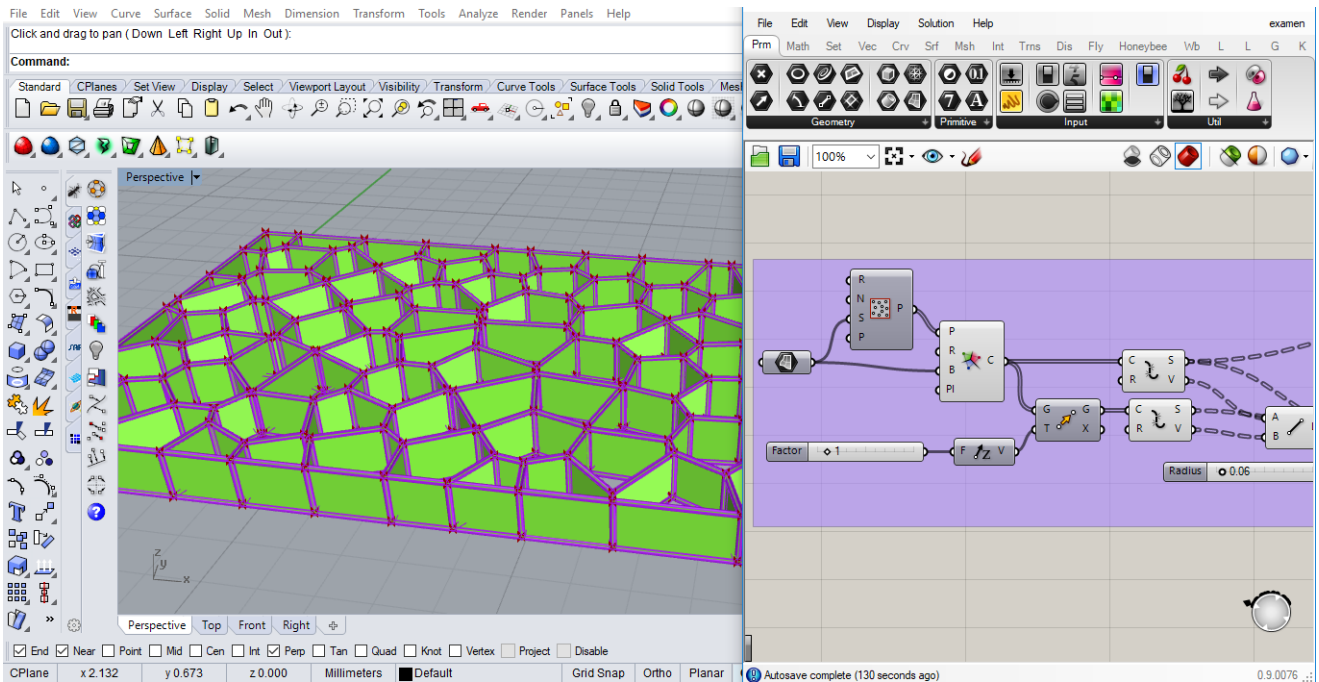 File Edit View Curve Surface Solid Mesh Dimension Transform Tools Analyze Render Panels Help
Click and drag to pan ( Down Left Right Up In Out ):
Command:
Standard CPlanes Set View Display Select Viewport Layout Visibility Transform Curve Tools Surface Tools Solid Tools Mesl
Perspective
z
y
x
Perspective Top Front Right
End Near Point Mid Cen Int Perp Tan Quad Knot Vertex Project Disable
CPlane x 2.132 y 0.673 z 0.000 Millimeters Default Grid Snap Ortho Planar
File Edit View Display Solution Help examen
Prm Math Set Vec Crv Srf Msh Int Trns Dis Fly Honeybee Wb L L G K
Geometry Primitive Input Util
100%
R
N
S
P
P
P
R
B
PI
C
C
R
S
V
G
T
G
X
C
R
S
V
A
B
Factor 1
F Z V
Radius 0.06
Autosave complete (130 seconds ago) 0.9.0076